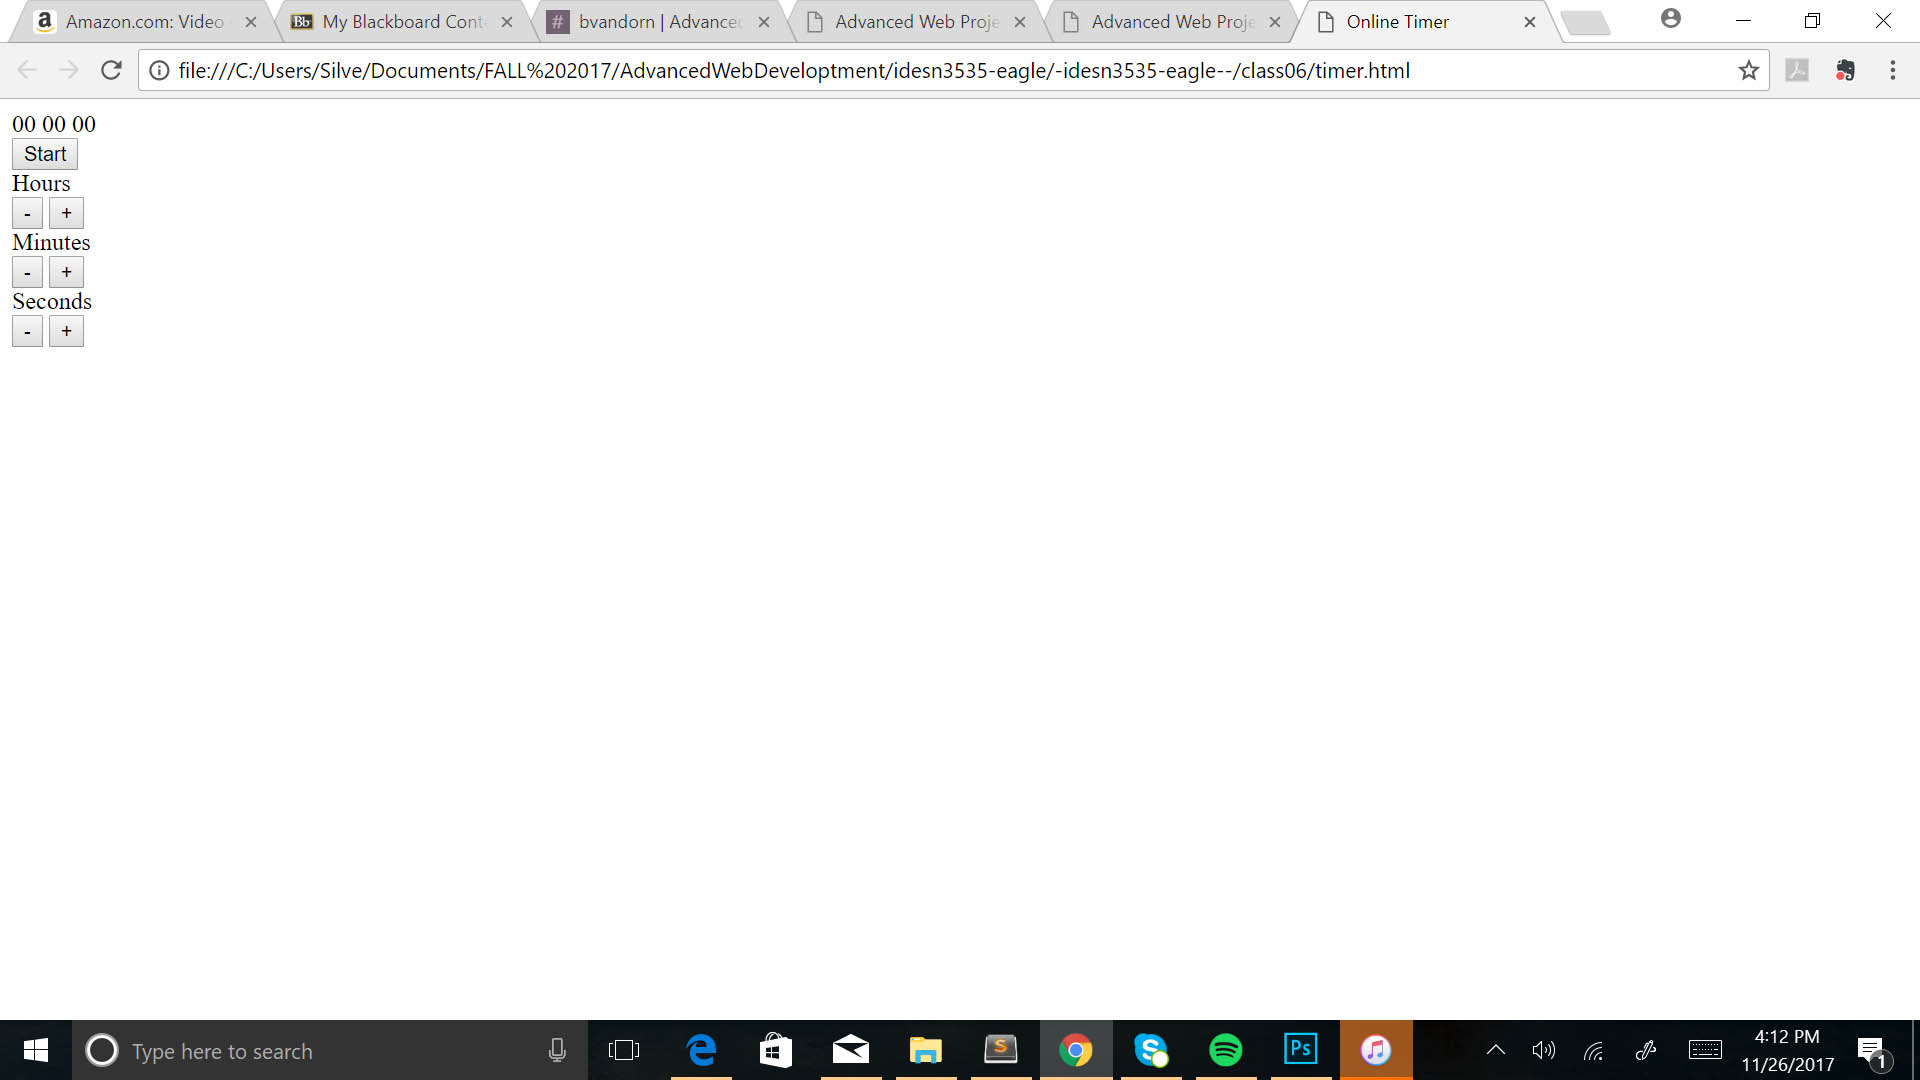 Amazon.com: Video
My Blackboard Cont
bvandorn | Advanced
Advanced Web Proje
Advanced Web Proje
Online Timer
file:///C:/Users/Silve/Documents/FALL%202017/AdvancedWebDeveloptment/idesn3535-eagle/-idesn3535-eagle--/class06/timer.html
00 00 00
Start
Hours
- +
Minutes
- +
Seconds
- +
Type here to search
4:12 PM
11/26/2017
1